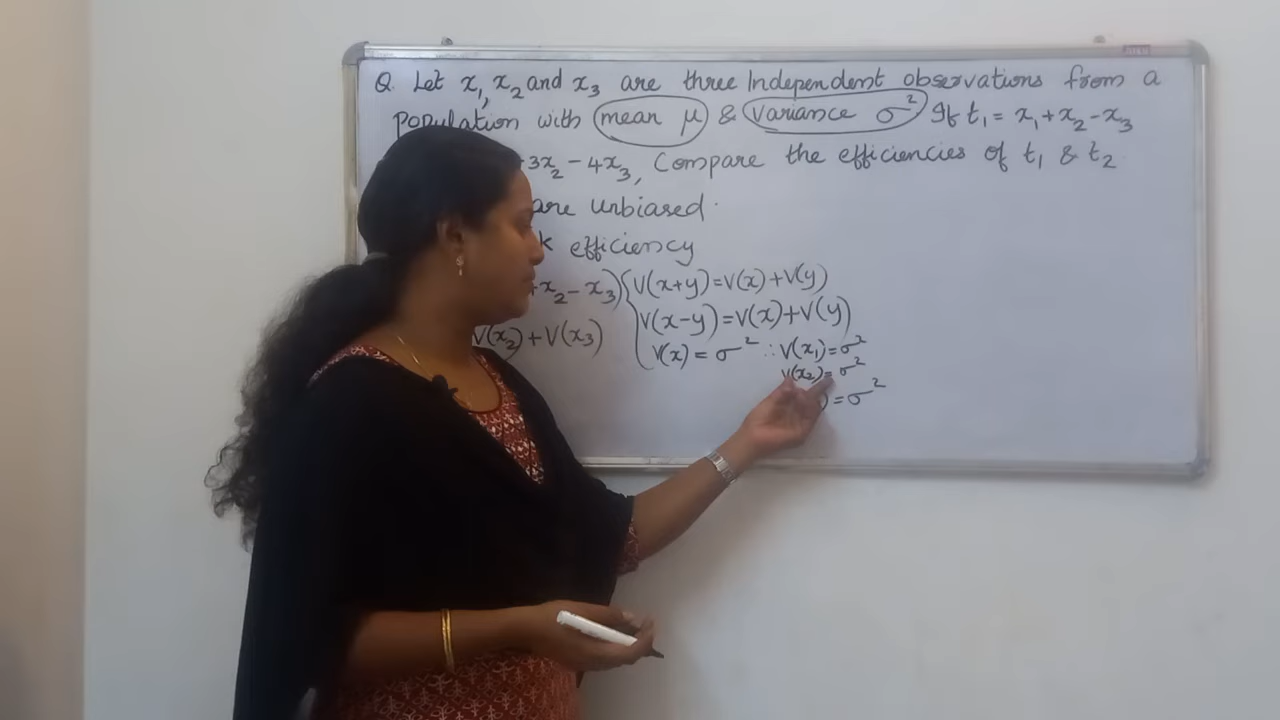 Q. Let x₁, x₂ and x₃ are three Independent observations from a
population with mean μ & variance σ² If t₁ = x₁ + x₂ - x₃
+3x₂ - 4x₃, Compare the efficiencies of t₁ & t₂.
are unbiased.
efficiency
+x₂ - x₃) { V(x+y) = V(x) + V(y)
V(x-y) = V(x) + V(y)
V(x₂) + V(x₃)
V(x) = σ² ∴ V(x₁) = σ²
V(x₂) = σ²
) = σ²